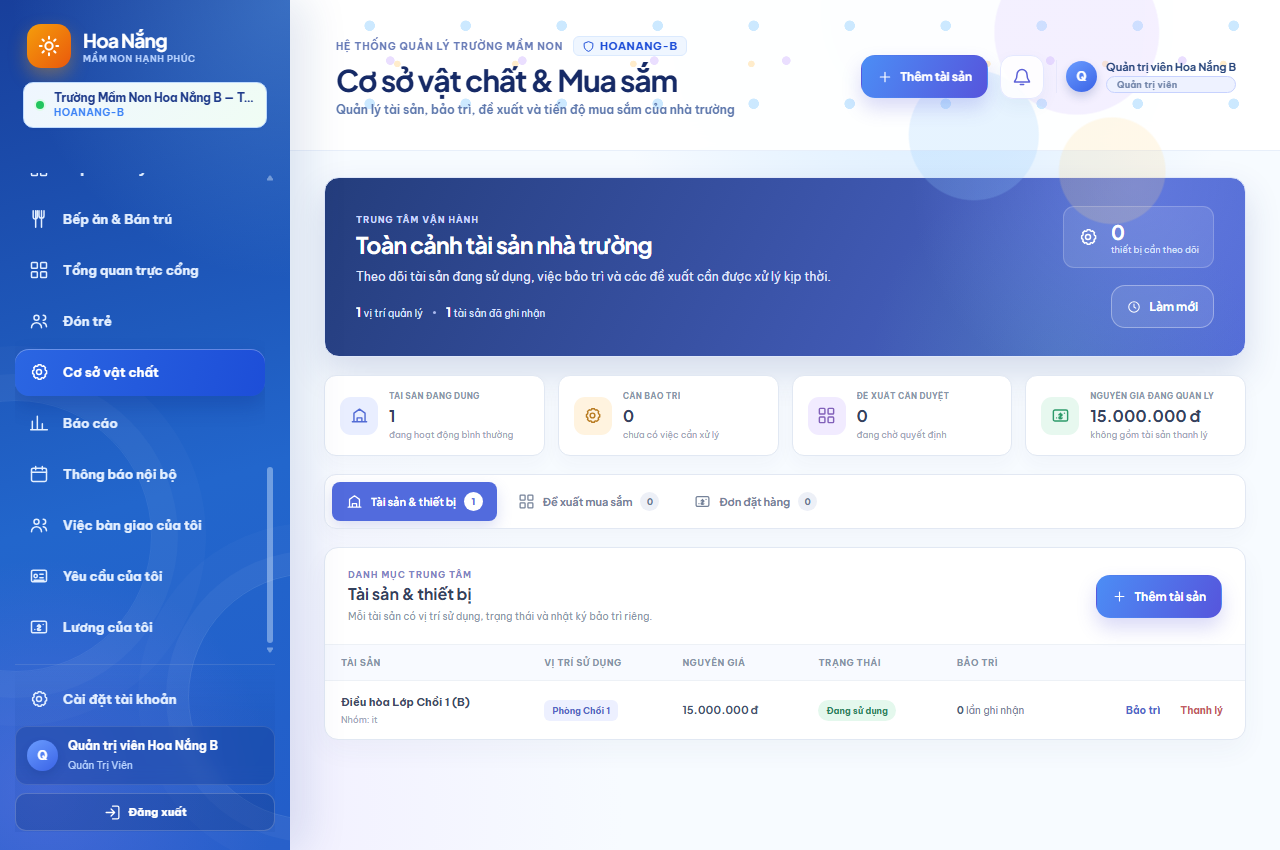 Hoa Nắng
MẦM NON HẠNH PHÚC
Trường Mầm Non Hoa Nắng B – T...
HOANANG-B
Bếp ăn & Bán trú
Tổng quan trực cổng
Đón trẻ
Cơ sở vật chất
Báo cáo
Thông báo nội bộ
Việc bàn giao của tôi
Yêu cầu của tôi
Lương của tôi
Cài đặt tài khoản
Q
Quản trị viên Hoa Nắng B
Quản Trị Viên
Đăng xuất
HỆ THỐNG QUẢN LÝ TRƯỜNG MẦM NON
HOANANG-B
Cơ sở vật chất & Mua sắm
Quản lý tài sản, bảo trì, đề xuất và tiến độ mua sắm của nhà trường
Thêm tài sản
Q
Quản trị viên Hoa Nắng B
Quản trị viên
TRUNG TÂM VẬN HÀNH
Toàn cảnh tài sản nhà trường
Theo dõi tài sản đang sử dụng, việc bảo trì và các đề xuất cần được xử lý kịp thời.
1 vị trí quản lý • 1 tài sản đã ghi nhận
0
thiết bị cần theo dõi
Làm mới
TÀI SẢN ĐANG DÙNG
1
đang hoạt động bình thường
CẦN BẢO TRÌ
0
chưa có việc cần xử lý
ĐỀ XUẤT CẦN DUYỆT
0
đang chờ quyết định
NGUYÊN GIÁ ĐANG QUẢN LÝ
15.000.000 đ
không gồm tài sản thanh lý
Tài sản & thiết bị 1
Đề xuất mua sắm 0
Đơn đặt hàng 0
DANH MỤC TRUNG TÂM
Tài sản & thiết bị
Mỗi tài sản có vị trí sử dụng, trạng thái và nhật ký bảo trì riêng.
Thêm tài sản
TÀI SẢN VỊ TRÍ SỬ DỤNG NGUYÊN GIÁ TRẠNG THÁI BẢO TRÌ
Điều hòa Lớp Chồi 1 (B)
Nhóm: it
Phòng Chồi 1
15.000.000 đ
Đang sử dụng
0 lần ghi nhận
Bảo trì
Thanh lý